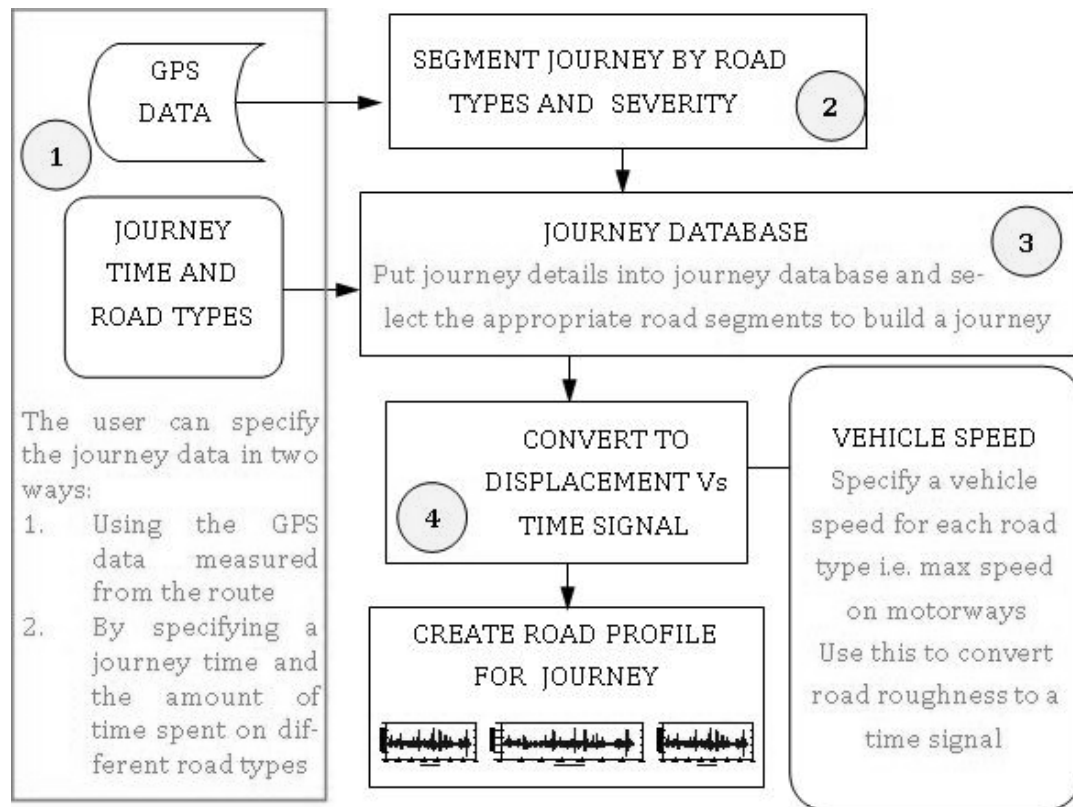 GPS
DATA
1
JOURNEY
TIME AND
ROAD TYPES
The user can specify
the journey data in two
ways:
1. Using the GPS
data measured
from the route
2. By specifying a
journey time and
the amount of
time spent on dif-
ferent road types
SEGMENT JOURNEY BY ROAD
TYPES AND SEVERITY
2
JOURNEY DATABASE
3
Put journey details into journey database and se-
lect the appropriate road segments to build a journey
CONVERT TO
DISPLACEMENT Vs
TIME SIGNAL
4
VEHICLE SPEED
Specify a vehicle
speed for each road
type i.e. max speed
on motorways
Use this to convert
road roughness to a
time signal
CREATE ROAD PROFILE
FOR JOURNEY